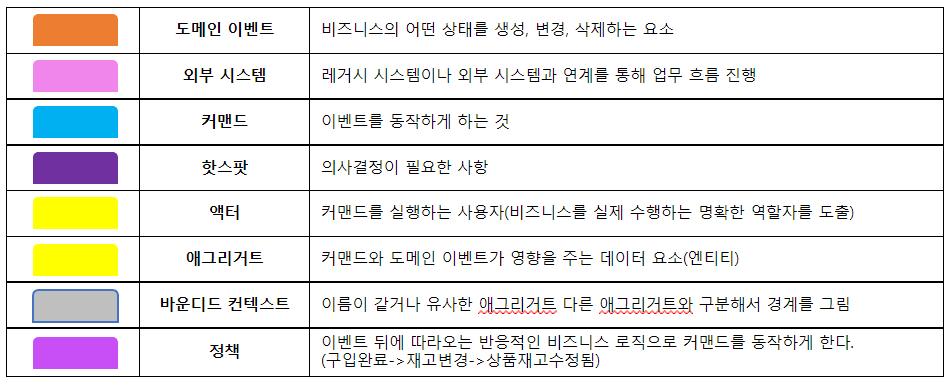 도메인 이벤트
비즈니스의 어떤 상태를 생성, 변경, 삭제하는 요소
외부 시스템
레거시 시스템이나 외부 시스템과 연계를 통해 업무 흐름 진행
커맨드
이벤트를 동작하게 하는 것
핫스팟
의사결정이 필요한 사항
액터
커맨드를 실행하는 사용자(비즈니스를 실제 수행하는 명확한 역할자를 도출)
애그리거트
커맨드와 도메인 이벤트가 영향을 주는 데이터 요소(엔티티)
바운디드 컨텍스트
이름이 같거나 유사한 애그리거트 다른 애그리거트와 구분해서 경계를 그림
정책
이벤트 뒤에 따라오는 반응적인 비즈니스 로직으로 커맨드를 동작하게 한다.
(구입완료->재고변경->상품재고수정됨)